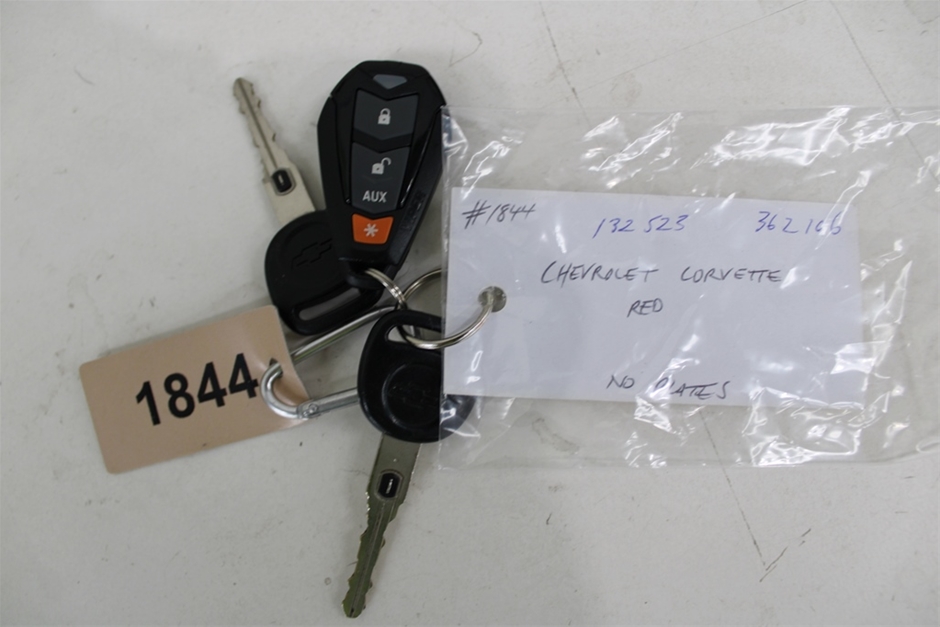 AUX
1844
#1844 132 523 362 166
CHEVROLET CORVETTE
RED
NO PLATES